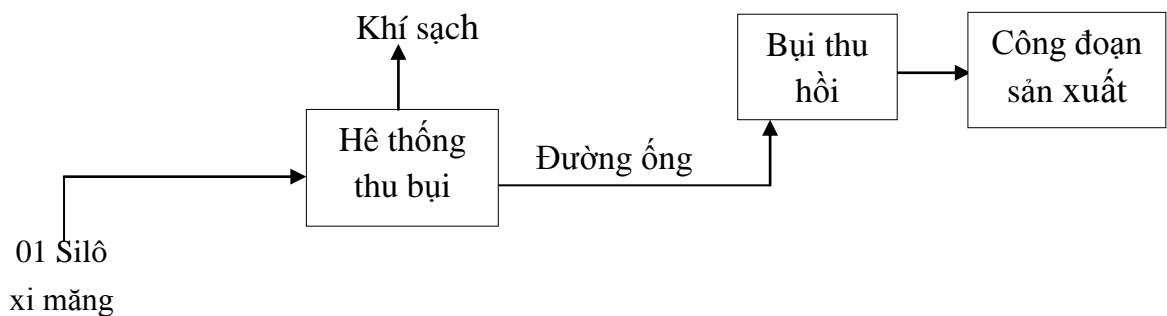 Khí sạch
Bụi thu
hồi
Công đoạn
sản xuất
Hê thống
thu bụi
Đường ống
01 Silô
xi măng